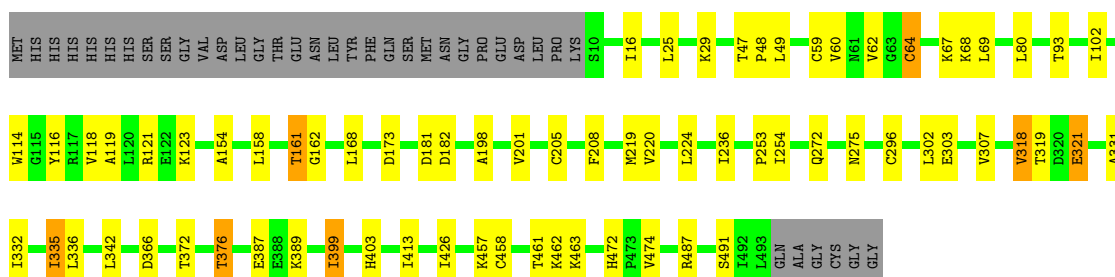 MET HIS HIS HIS HIS HIS HIS SER SER GLY VAL ASP LEU GLY THR GLU ASN LEU TYR PHE GLN SER MET ASN GLY PRO GLU ASP LEU PRO LYS S10 I16 L25 K29 T47 P48 L49 C59 V60 N61 V62 G63 C64 K67 K68 L69 L80 T93 I102
W114 G115 Y116 R117 V118 A119 L120 R121 E122 K123 A154 L158 T161 G162 L168 D173 D181 D182 A198 V201 C205 F208 M219 V220 L224 I236 P253 I254 Q272 N275 C296 L302 E303 V307 V318 T319 D320 E321 A331
I332 I335 L336 L342 D366 T372 T376 E387 E388 K389 I399 H403 I413 I426 K457 C458 T461 K462 K463 H472 P473 V474 R487 S491 I492 L493 GLN ALA GLY CYS GLY GLY